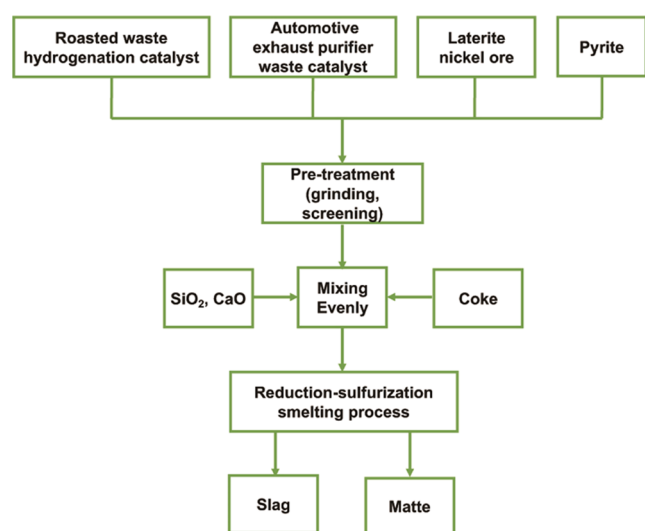 Roasted waste
hydrogenation catalyst
Automotive
exhaust purifier
waste catalyst
Laterite
nickel ore
Pyrite
Pre-treatment
(grinding,
screening)
SiO₂, CaO
Mixing
Evenly
Coke
Reduction-sulfurization
smelting process
Slag
Matte